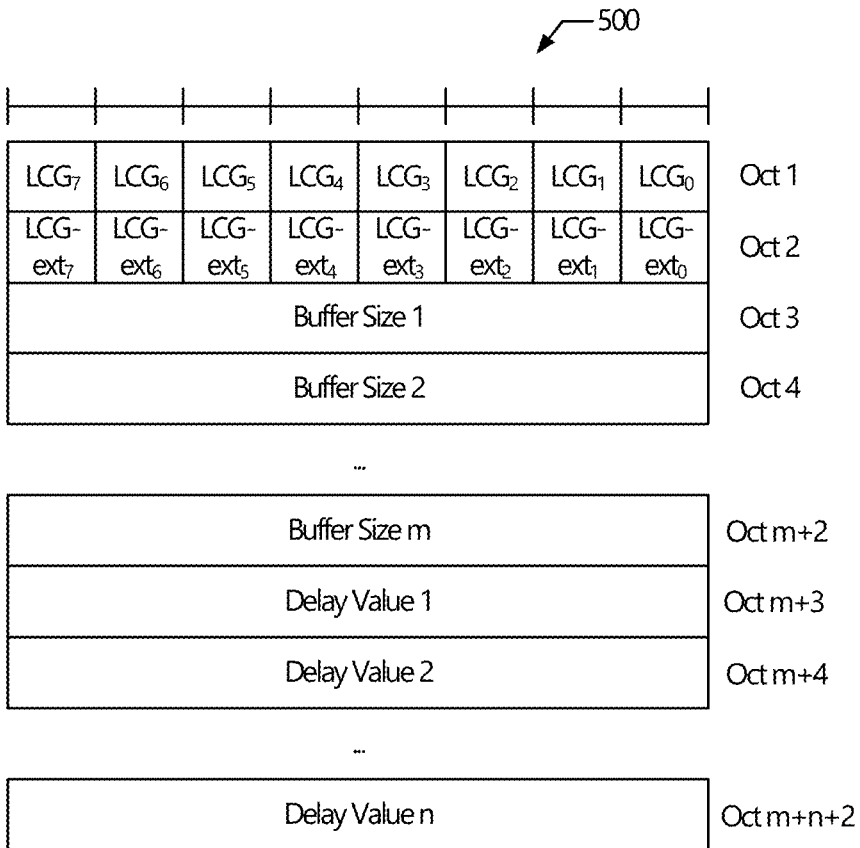 500
LCG₇ LCG₆ LCG₅ LCG₄ LCG₃ LCG₂ LCG₁ LCG₀ Oct 1
LCG- LCG- LCG- LCG- LCG- LCG- LCG- LCG-
ext₇ ext₆ ext₅ ext₄ ext₃ ext₂ ext₁ ext₀ Oct 2
Buffer Size 1 Oct 3
Buffer Size 2 Oct 4
...
Buffer Size m Oct m+2
Delay Value 1 Oct m+3
Delay Value 2 Oct m+4
...
Delay Value n Oct m+n+2